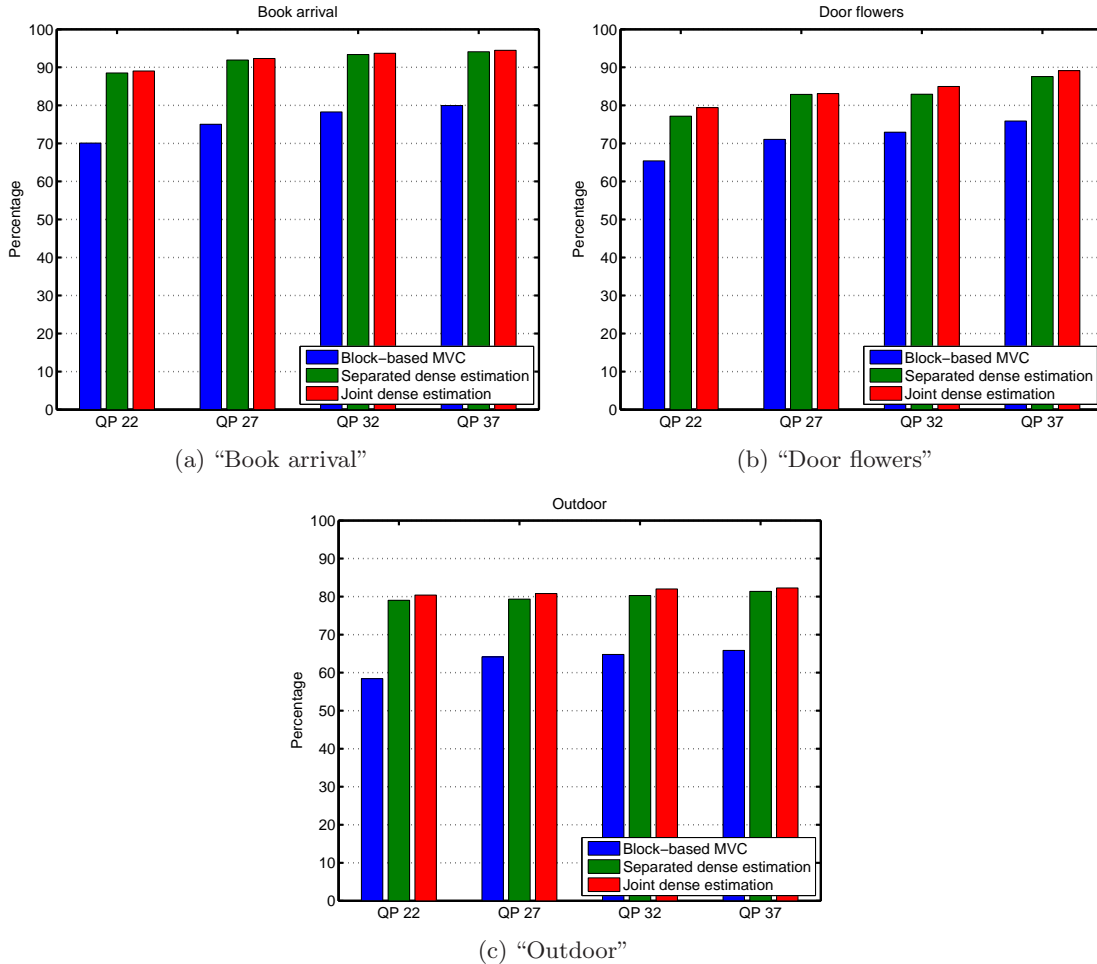 Book arrival
100
90
80
70
60
50
40
30
20
10
0
Percentage
QP 22 QP 27 QP 32 QP 37
Block−based MVC
Separated dense estimation
Joint dense estimation
(a) “Book arrival”
Door flowers
100
90
80
70
60
50
40
30
20
10
0
Percentage
QP 22 QP 27 QP 32 QP 37
Block−based MVC
Separated dense estimation
Joint dense estimation
(b) “Door flowers”
Outdoor
100
90
80
70
60
50
40
30
20
10
0
Percentage
QP 22 QP 27 QP 32 QP 37
Block−based MVC
Separated dense estimation
Joint dense estimation
(c) “Outdoor”